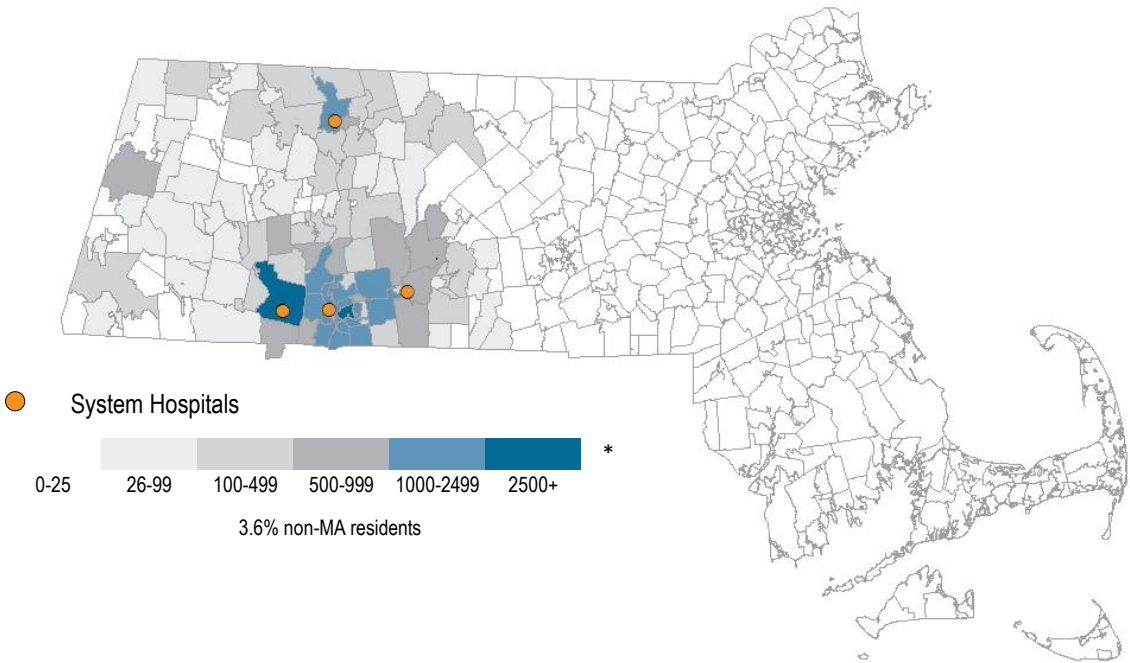 System Hospitals
*
0-25 26-99 100-499 500-999 1000-2499 2500+
3.6% non-MA residents